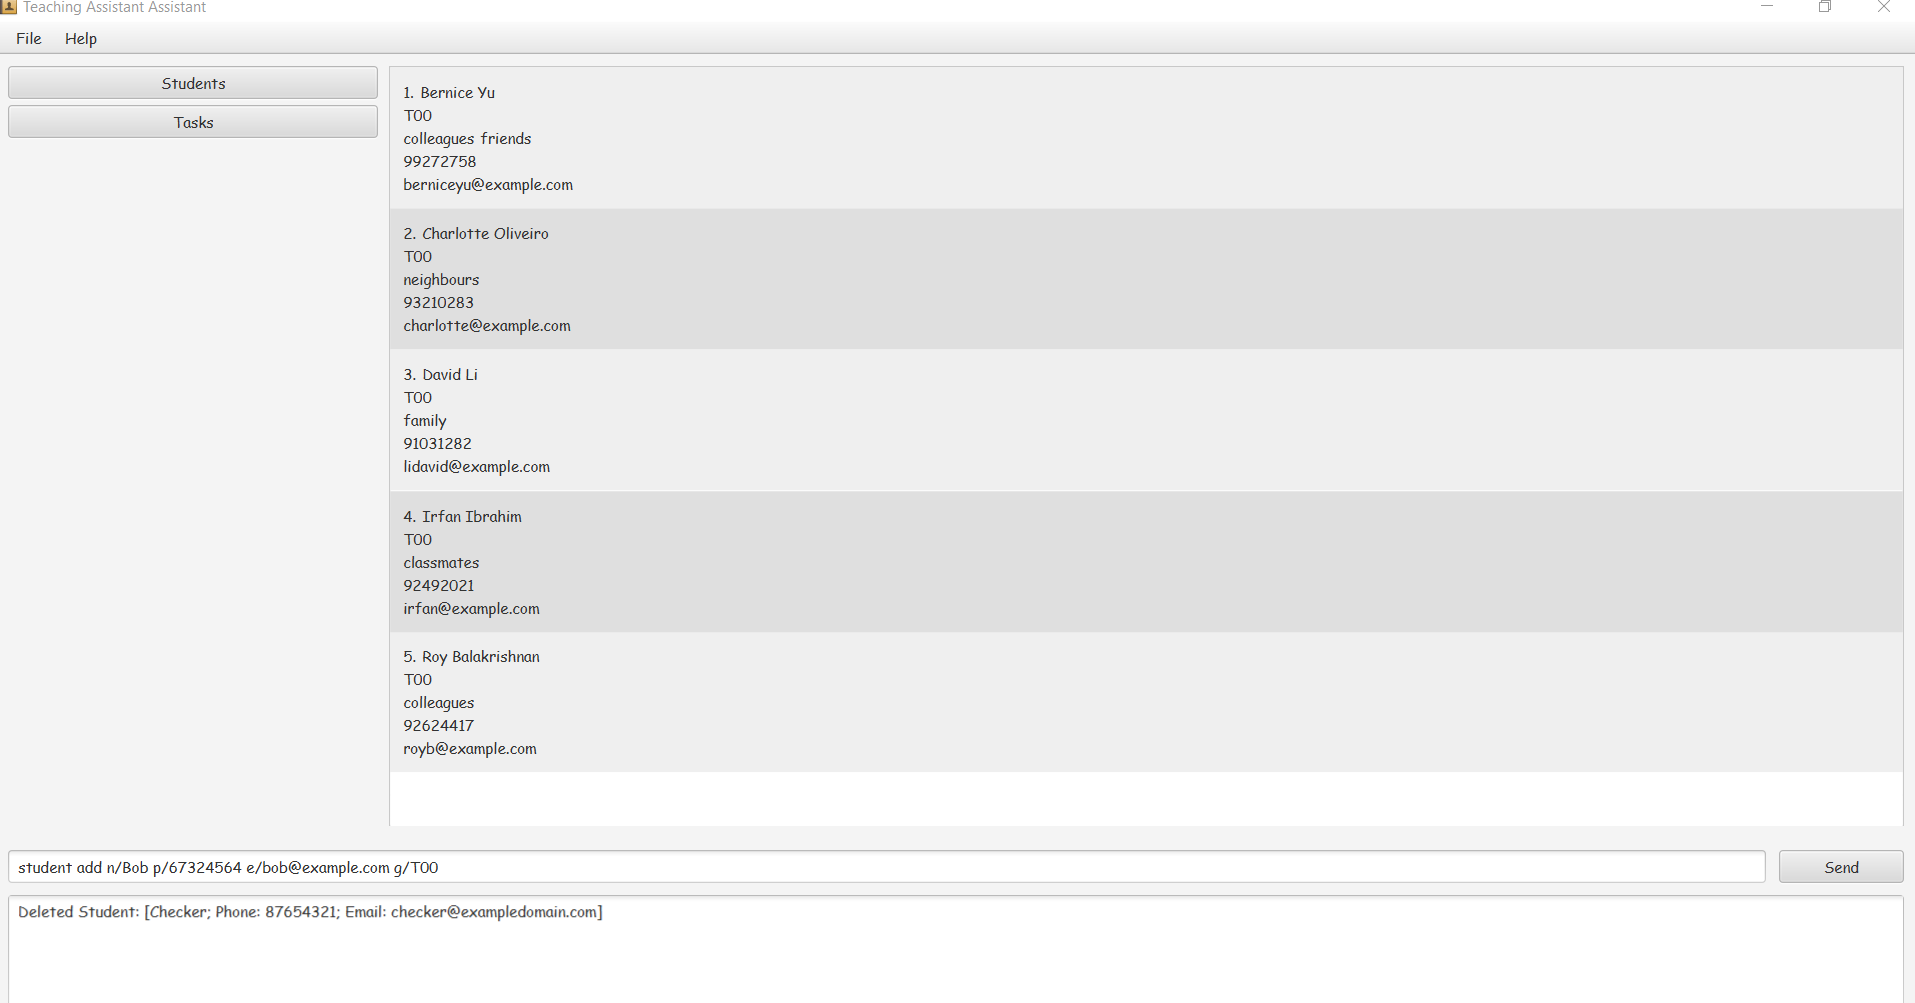 Teaching Assistant Assistant
File Help
Students
Tasks
1. Bernice Yu
T00
colleagues friends
99272758
berniceyu@example.com
2. Charlotte Oliveiro
T00
neighbours
93210283
charlotte@example.com
3. David Li
T00
family
91031282
lidavid@example.com
4. Irfan Ibrahim
T00
classmates
92492021
irfan@example.com
5. Roy Balakrishnan
T00
colleagues
92624417
royb@example.com
student add n/Bob p/67324564 e/bob@example.com g/T00
Send
Deleted Student: [Checker; Phone: 87654321; Email: checker@exampledomain.com]